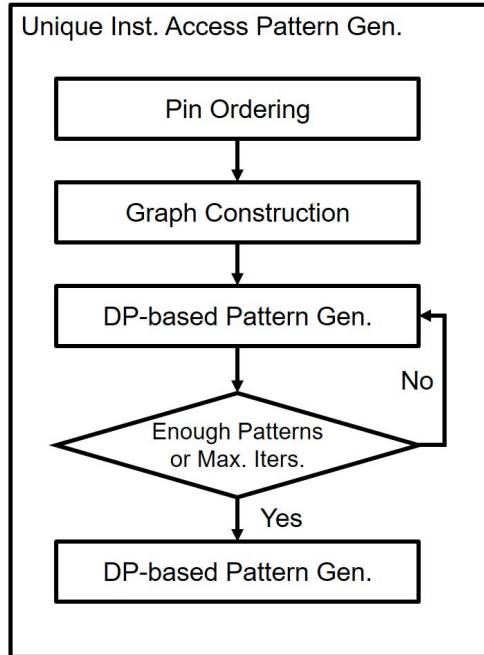 Unique Inst. Access Pattern Gen.
Pin Ordering
Graph Construction
DP-based Pattern Gen.
No
Enough Patterns
or Max. Iters.
Yes
DP-based Pattern Gen.